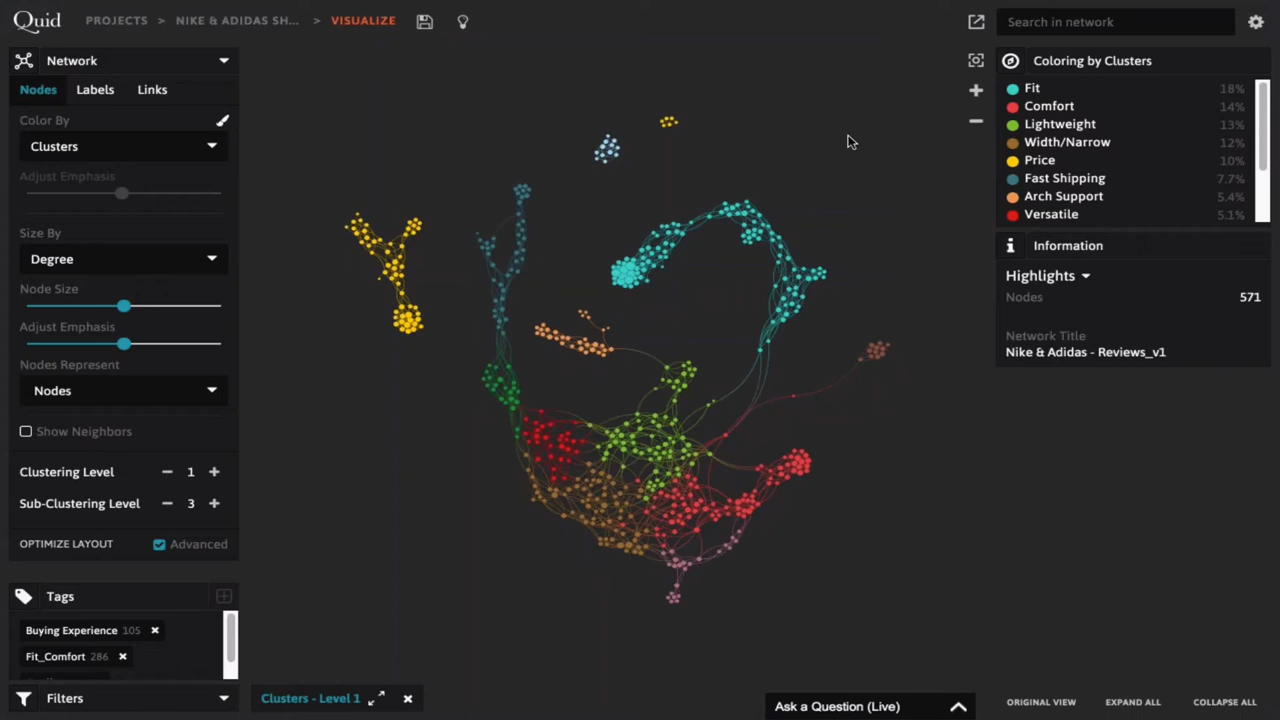 Quid
PROJECTS > NIKE & ADIDAS SH... > VISUALIZE
Search in network
Network
Nodes Labels Links
Color By
Clusters
Adjust Emphasis
Size By
Degree
Node Size
Adjust Emphasis
Nodes Represent
Nodes
Show Neighbors
Clustering Level − 1 +
Sub-Clustering Level − 3 +
OPTIMIZE LAYOUT Advanced
Tags
Buying Experience 105 ×
Fit_Comfort 286 ×
Filters
Clusters - Level 1
Coloring by Clusters
Fit 18%
Comfort 14%
Lightweight 13%
Width/Narrow 12%
Price 10%
Fast Shipping 7.7%
Arch Support 5.4%
Versatile 5.1%
Information
Highlights
Nodes 571
Network Title
Nike & Adidas - Reviews_v1
Ask a Question (Live)
ORIGINAL VIEW EXPAND ALL COLLAPSE ALL